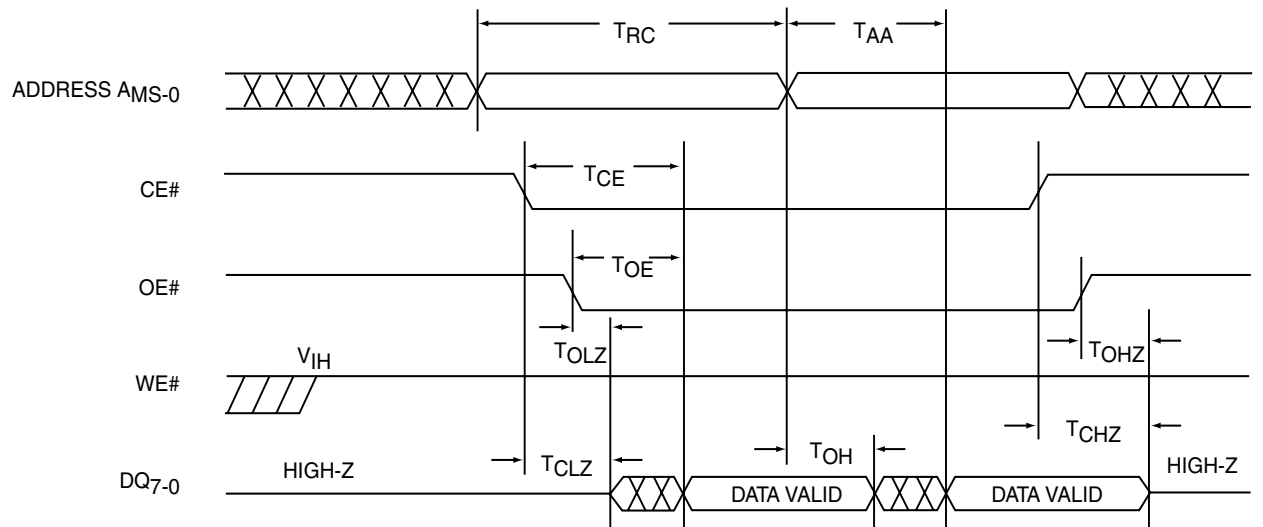 TRC
TAA
ADDRESS AMS-0
TCE
CE#
TOE
OE#
TOLZ
TOHZ
VIH
WE#
TCHZ
TCLZ
TOH
HIGH-Z
HIGH-Z
DQ7-0
DATA VALID
DATA VALID